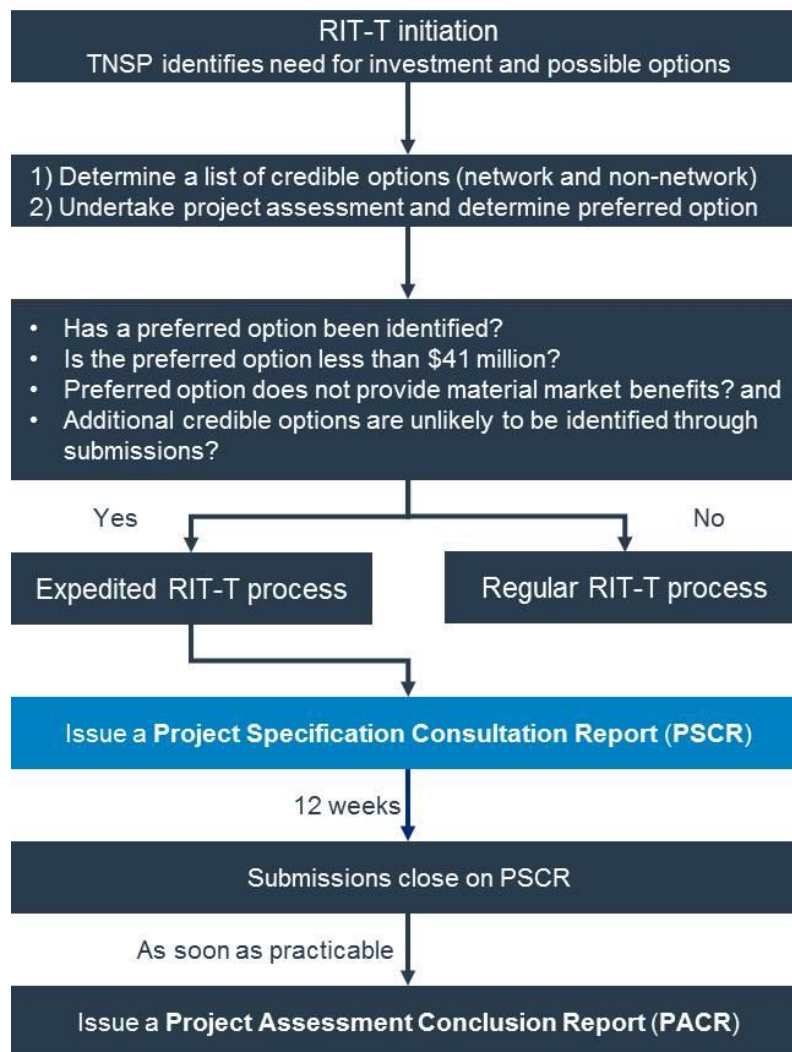 RIT-T initiation
TNSP identifies need for investment and possible options
1) Determine a list of credible options (network and non-network)
2) Undertake project assessment and determine preferred option
• Has a preferred option been identified?
• Is the preferred option less than $41 million?
• Preferred option does not provide material market benefits? and
• Additional credible options are unlikely to be identified through
submissions?
Yes
No
Expedited RIT-T process
Regular RIT-T process
Issue a Project Specification Consultation Report (PSCR)
12 weeks
Submissions close on PSCR
As soon as practicable
Issue a Project Assessment Conclusion Report (PACR)